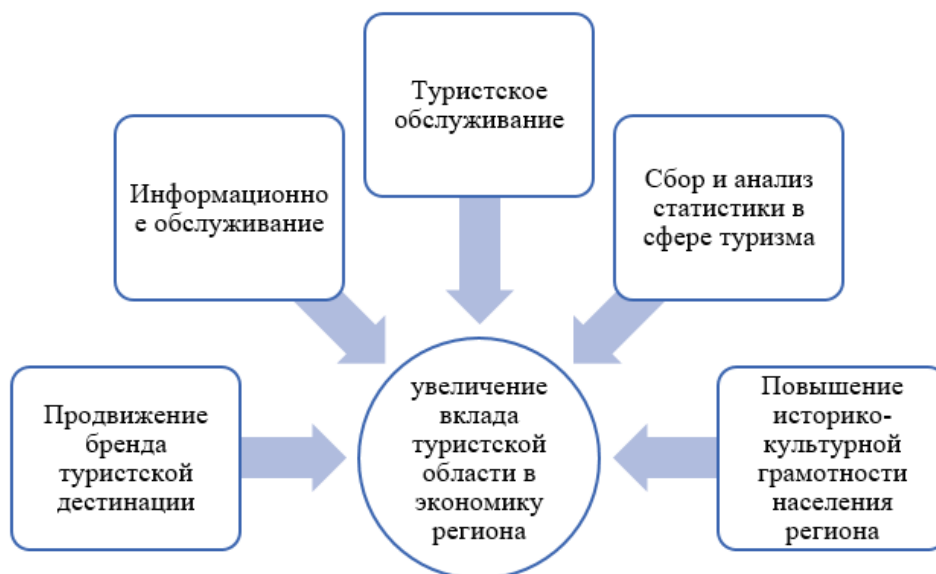 Туристское
обслуживание
Информационно
е обслуживание
Сбор и анализ
статистики в
сфере туризма
Продвижение
бренда
туристской
дестинации
увеличение
вклада
туристской
области в
экономику
региона
Повышение
историко-
культурной
грамотности
населения
региона